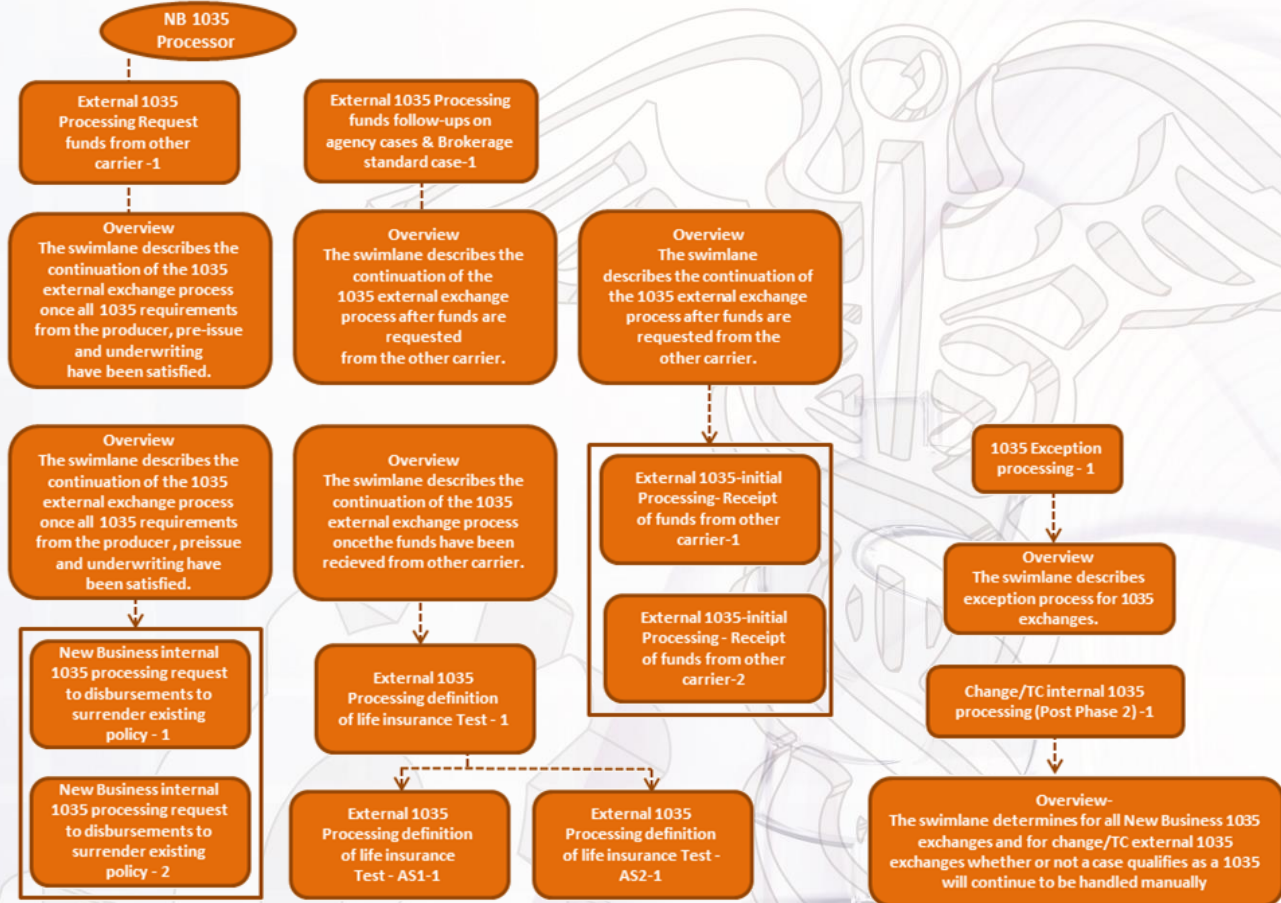 NB 1035
Processor
External 1035
Processing Request
funds from other
carrier -1
External 1035 Processing
funds follow-ups on
agency cases & Brokerage
standard case-1
Overview
The swimlane describes the
continuation of the 1035
external exchange process
once all 1035 requirements
from the producer, pre-issue
and underwriting
have been satisfied.
Overview
The swimlane describes the
continuation of the
1035 external exchange
process after funds are
requested
from the other carrier.
Overview
The swimlane
describes the continuation of
the 1035 external exchange
process after funds are
requested from the
other carrier.
Overview
The swimlane describes the
continuation of the 1035
external exchange process
once all 1035 requirements
from the producer , preissue
and underwriting have
been satisfied.
Overview
The swimlane describes the
continuation of the 1035
external exchange process
oncethe funds have been
recieved from other carrier.
External 1035-initial
Processing- Receipt
of funds from other
carrier-1
External 1035-initial
Processing - Receipt
of funds from other
carrier-2
1035 Exception
processing - 1
Overview
The swimlane describes
exception process for 1035
exchanges.
New Business internal
1035 processing request
to disbursements to
surrender existing
policy - 1
New Business internal
1035 processing request
to disbursements to
surrender existing
policy - 2
External 1035
Processing definition
of life insurance Test - 1
External 1035
Processing definition
of life insurance
Test - AS1-1
External 1035
Processing definition
of life insurance Test -
AS2-1
Change/TC internal 1035
processing (Post Phase 2) -1
Overview-
The swimlane determines for all New Business 1035
exchanges and for change/TC external 1035
exchanges whether or not a case qualifies as a 1035
will continue to be handled manually